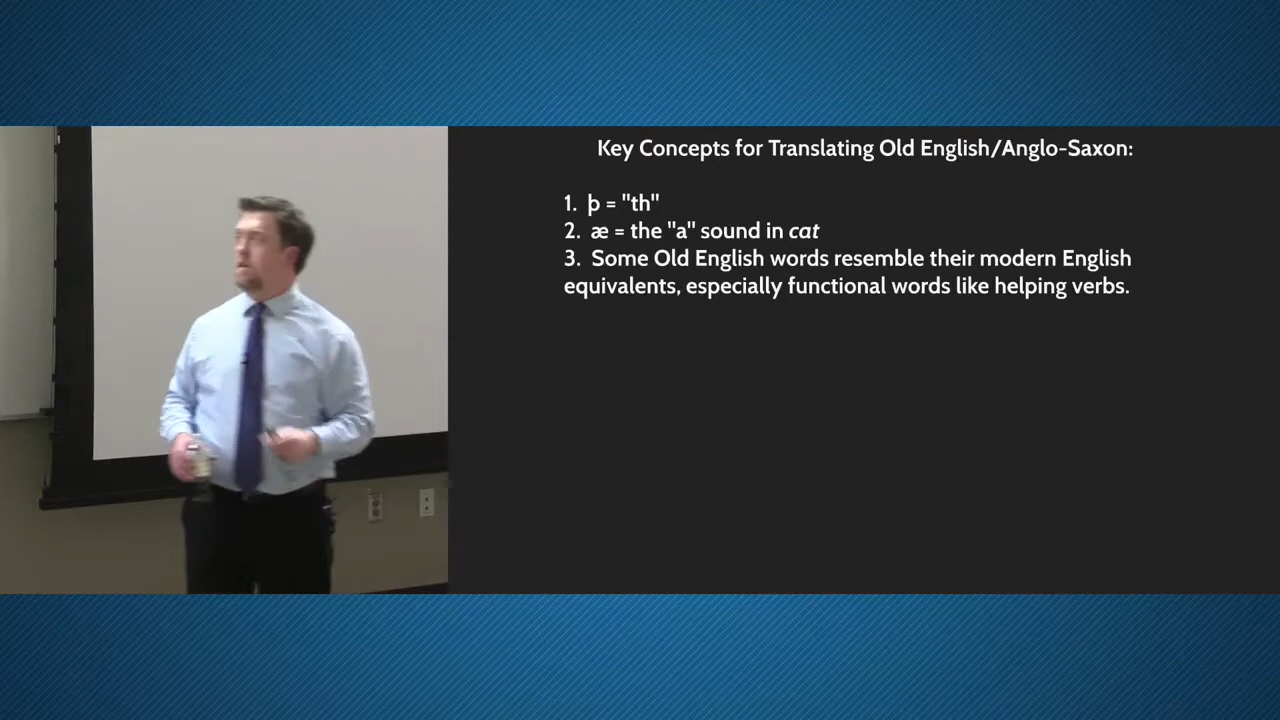 Key Concepts for Translating Old English/Anglo-Saxon:
1. þ = "th"
2. æ = the "a" sound in cat
3. Some Old English words resemble their modern English
equivalents, especially functional words like helping verbs.